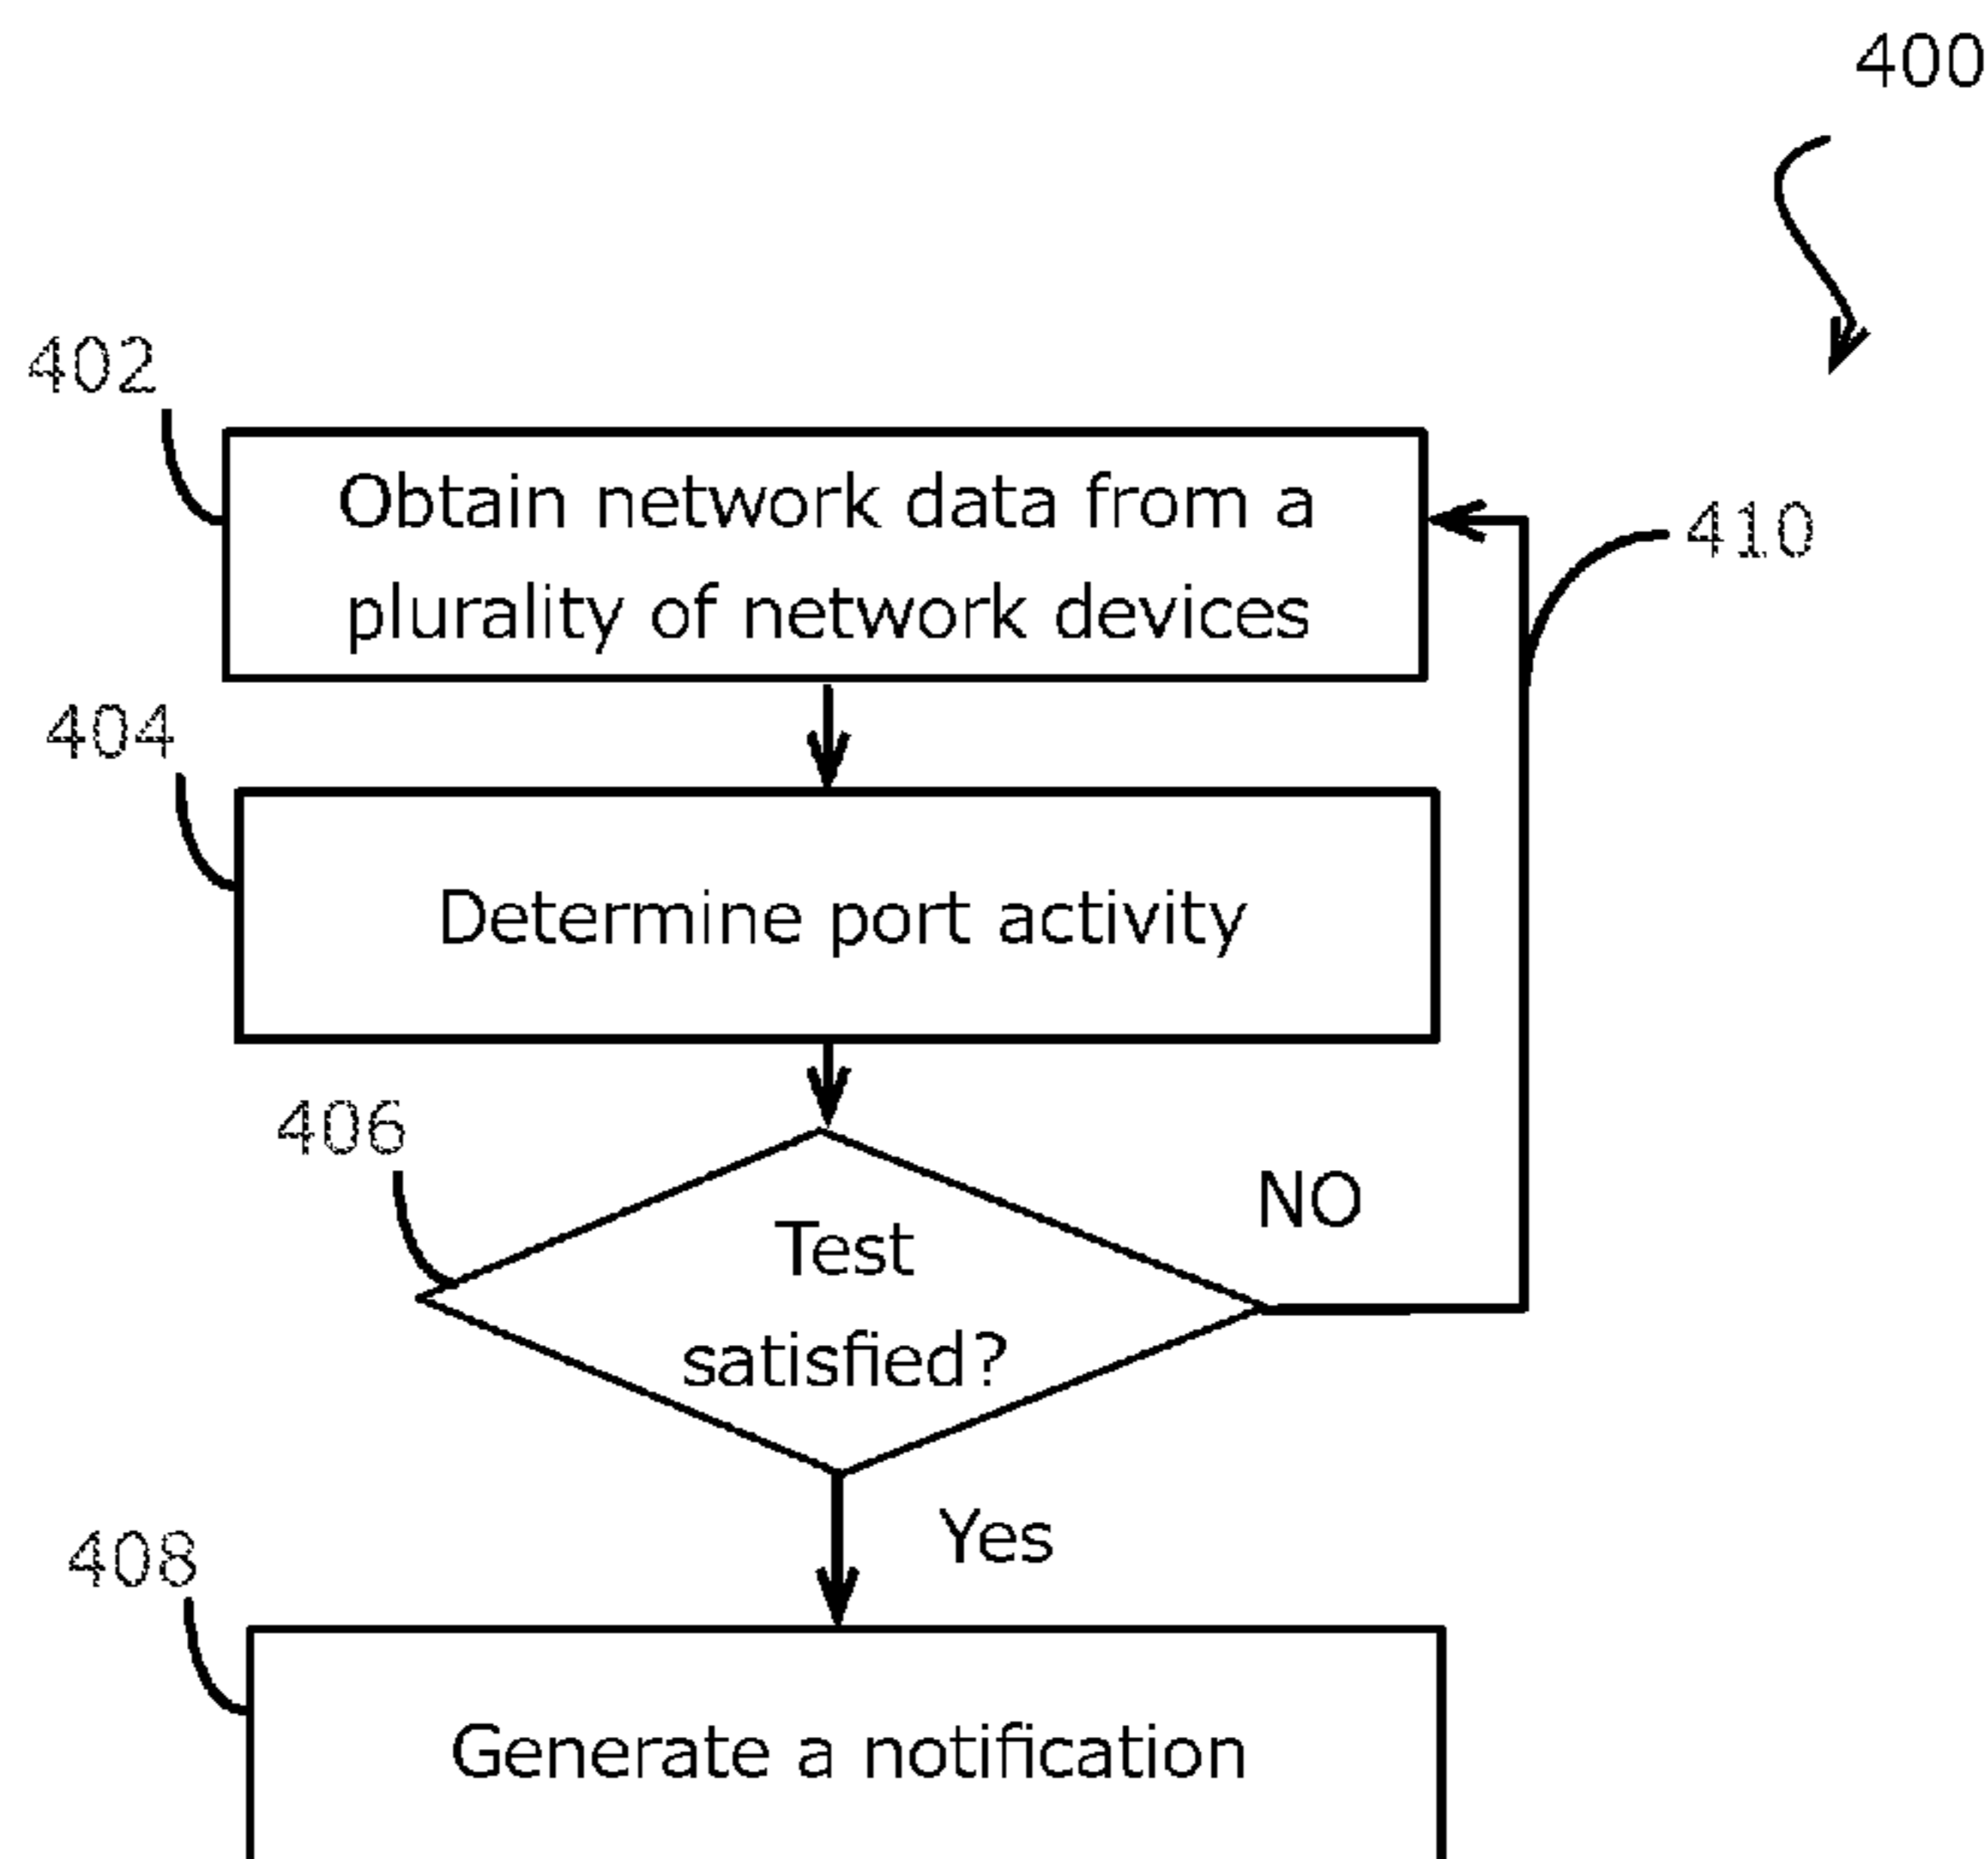 400
402
Obtain network data from a
plurality of network devices
410
404
Determine port activity
406
NO
Test
satisfied?
Yes
408
Generate a notification